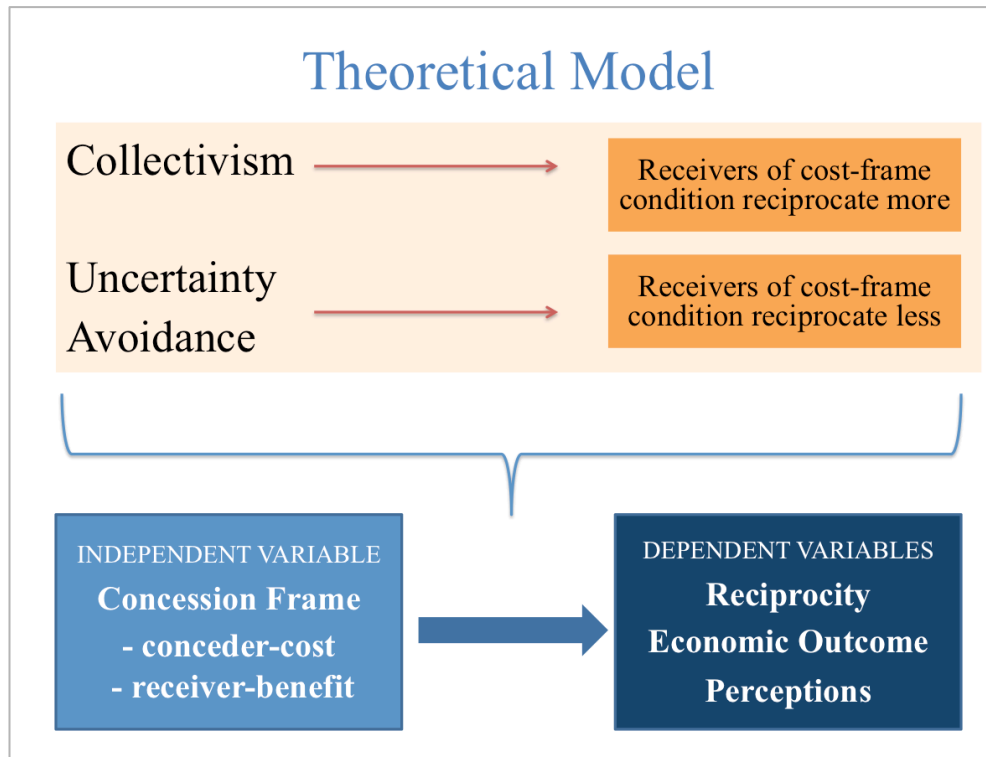 Theoretical Model
Collectivism
Receivers of cost-frame
condition reciprocate more
Uncertainty
Avoidance
Receivers of cost-frame
condition reciprocate less
INDEPENDENT VARIABLE
Concession Frame
- conceder-cost
- receiver-benefit
DEPENDENT VARIABLES
Reciprocity
Economic Outcome
Perceptions